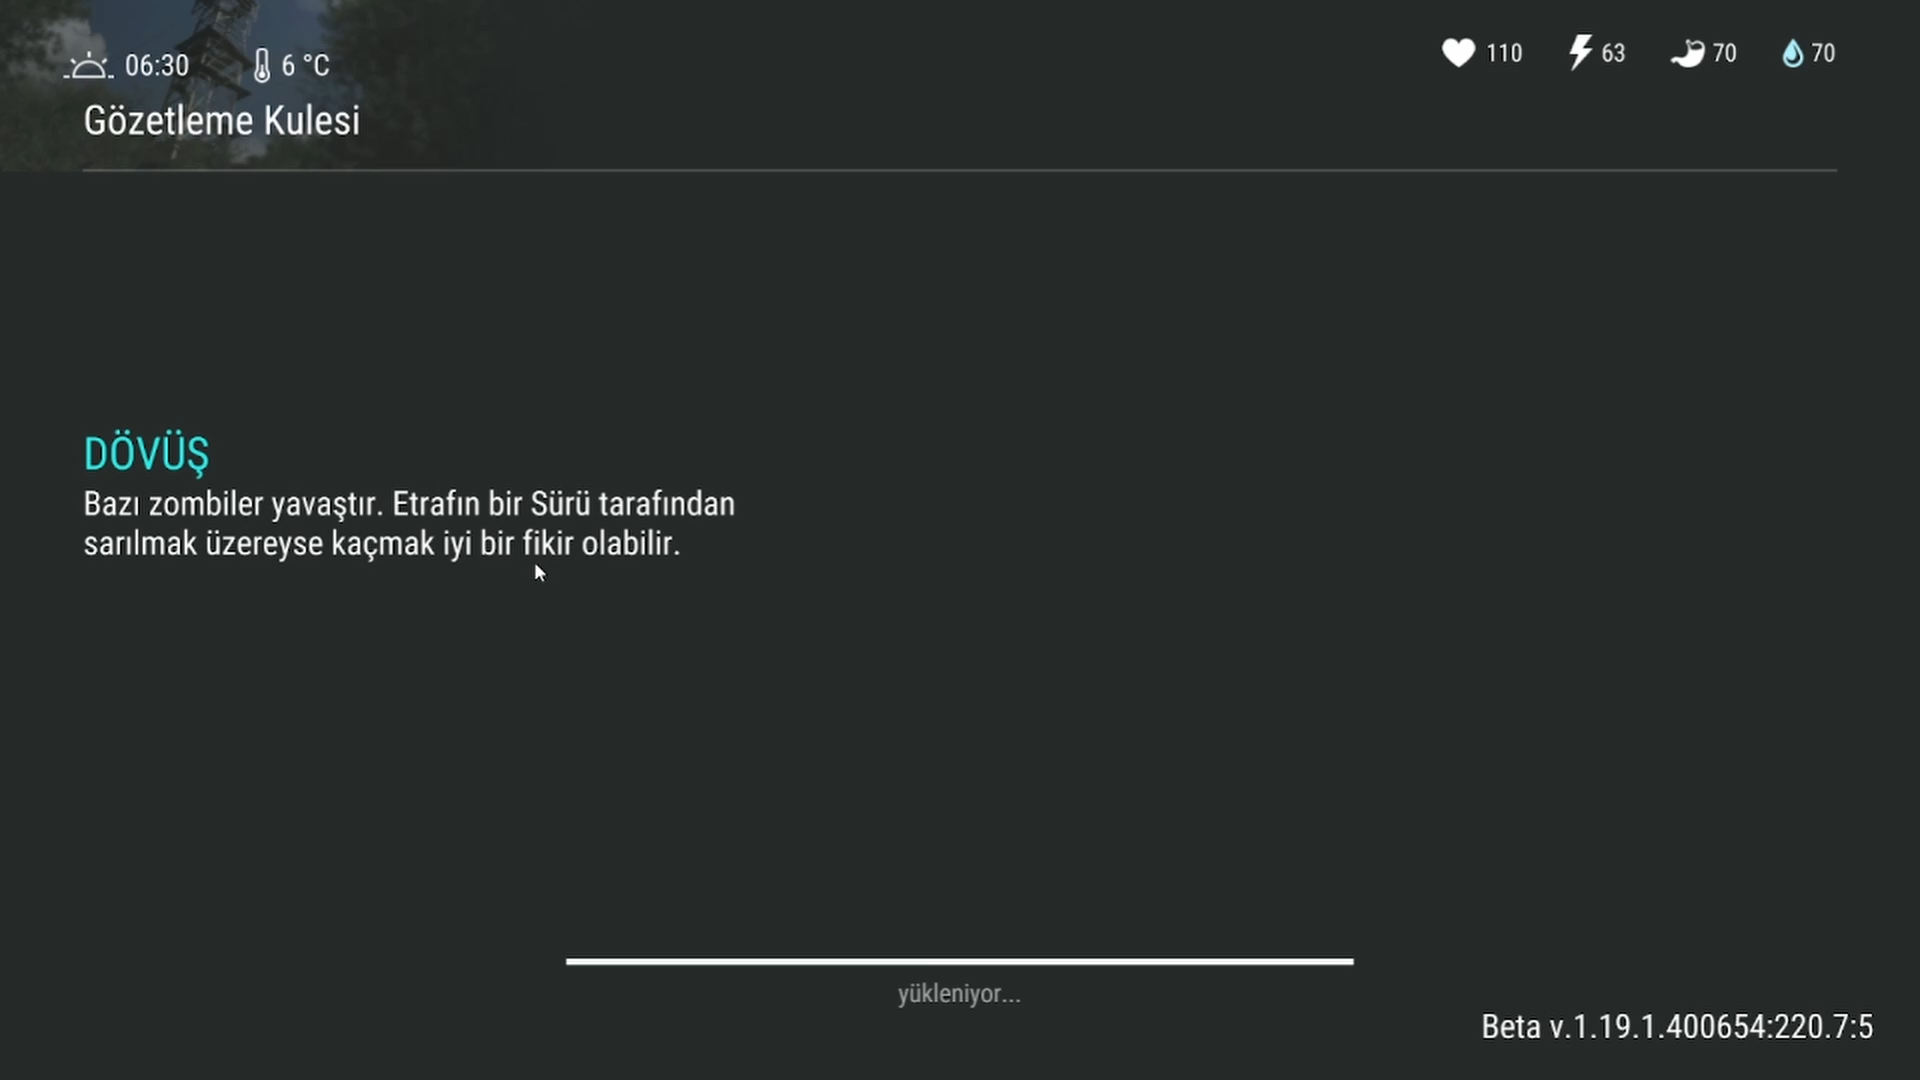 06:30 6 °C 110 63 70 70
Gözetleme Kulesi
DÖVÜŞ
Bazı zombiler yavaştır. Etrafın bir Sürü tarafından
sarılmak üzereyse kaçmak iyi bir fikir olabilir.
yükleniyor...
Beta v.1.19.1.400654:220.7:5